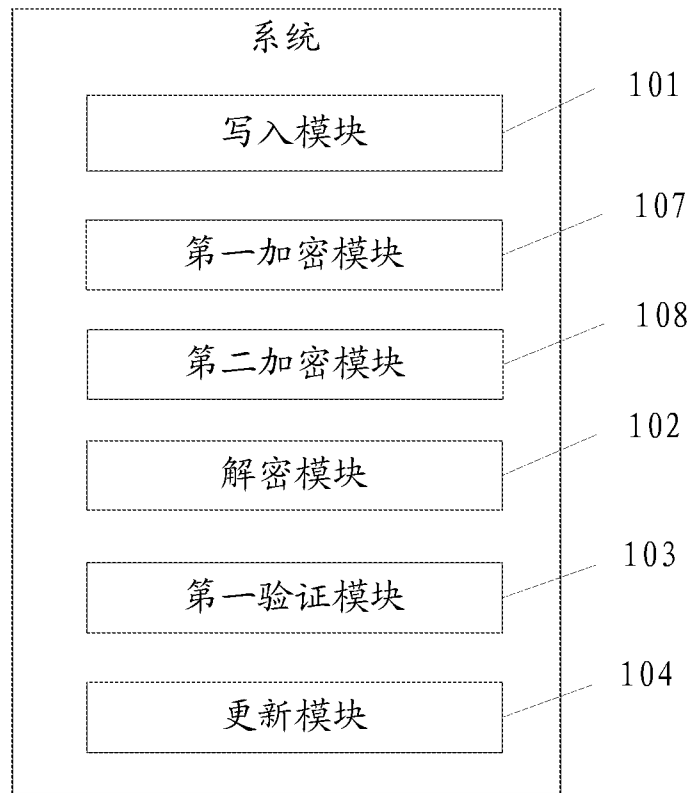 系统
写入模块
101
第一加密模块
107
第二加密模块
108
解密模块
102
第一验证模块
103
更新模块
104